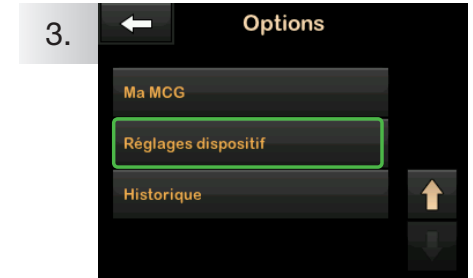 3.
Options
Ma MCG
Réglages dispositif
Historique